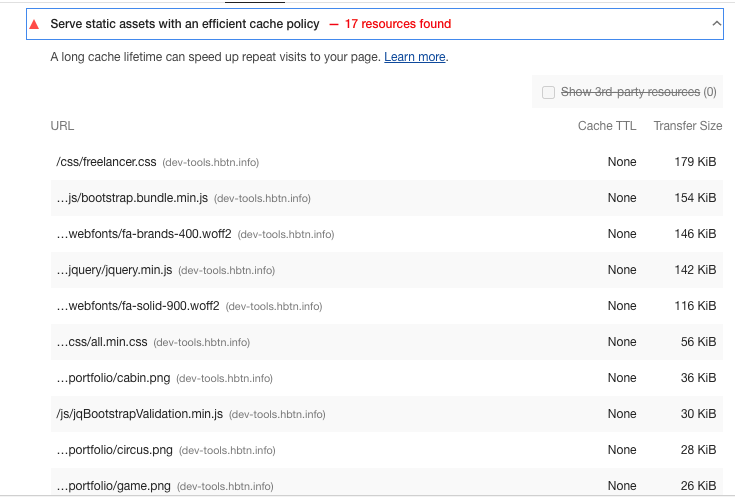 Serve static assets with an efficient cache policy — 17 resources found
A long cache lifetime can speed up repeat visits to your page. Learn more.
Show 3rd-party resources (0)
URL Cache TTL Transfer Size
/css/freelancer.css (dev-tools.hbtn.info) None 179 KiB
…js/bootstrap.bundle.min.js (dev-tools.hbtn.info) None 154 KiB
…webfonts/fa-brands-400.woff2 (dev-tools.hbtn.info) None 146 KiB
…jquery/jquery.min.js (dev-tools.hbtn.info) None 142 KiB
…webfonts/fa-solid-900.woff2 (dev-tools.hbtn.info) None 116 KiB
…css/all.min.css (dev-tools.hbtn.info) None 56 KiB
…portfolio/cabin.png (dev-tools.hbtn.info) None 36 KiB
/js/jqBootstrapValidation.min.js (dev-tools.hbtn.info) None 30 KiB
…portfolio/circus.png (dev-tools.hbtn.info) None 28 KiB
…portfolio/game.png (dev-tools.hbtn.info) None 26 KiB